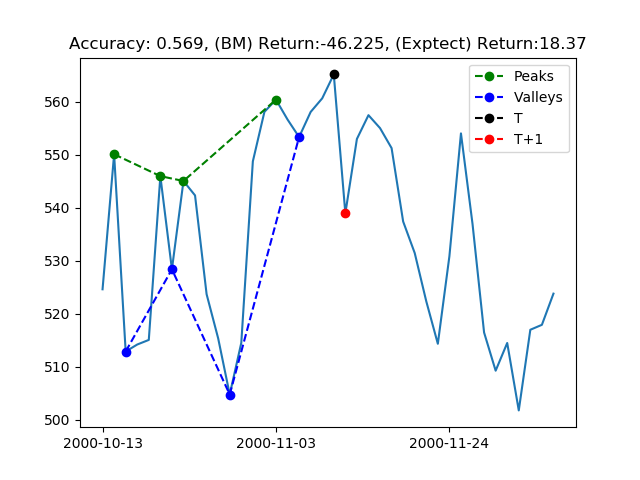 Accuracy: 0.569, (BM) Return:-46.225, (Exptect) Return:18.37
Peaks
Valleys
T
T+1
560
550
540
530
520
510
500
2000-10-13
2000-11-03
2000-11-24